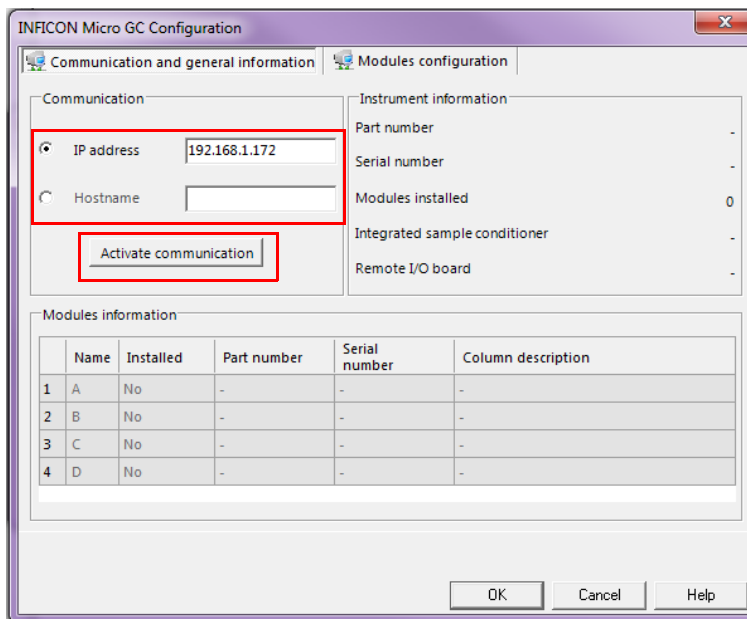 INFICON Micro GC Configuration
Communication and general information
Modules configuration
Communication
IP address
192.168.1.172
Hostname
Activate communication
Instrument information
Part number -
Serial number -
Modules installed 0
Integrated sample conditioner -
Remote I/O board -
Modules information
Name Installed Part number Serial number Column description
1 A No - - -
2 B No - - -
3 C No - - -
4 D No - - -
OK Cancel Help